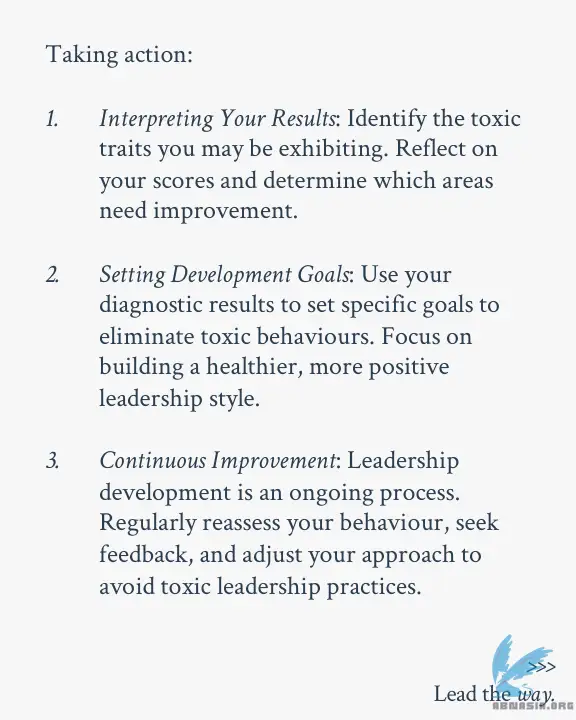 Taking action:
1. Interpreting Your Results: Identify the toxic
traits you may be exhibiting. Reflect on
your scores and determine which areas
need improvement.
2. Setting Development Goals: Use your
diagnostic results to set specific goals to
eliminate toxic behaviours. Focus on
building a healthier, more positive
leadership style.
3. Continuous Improvement: Leadership
development is an ongoing process.
Regularly reassess your behaviour, seek
feedback, and adjust your approach to
avoid toxic leadership practices.
>>>
Lead the way.
ABWASIM.ORG